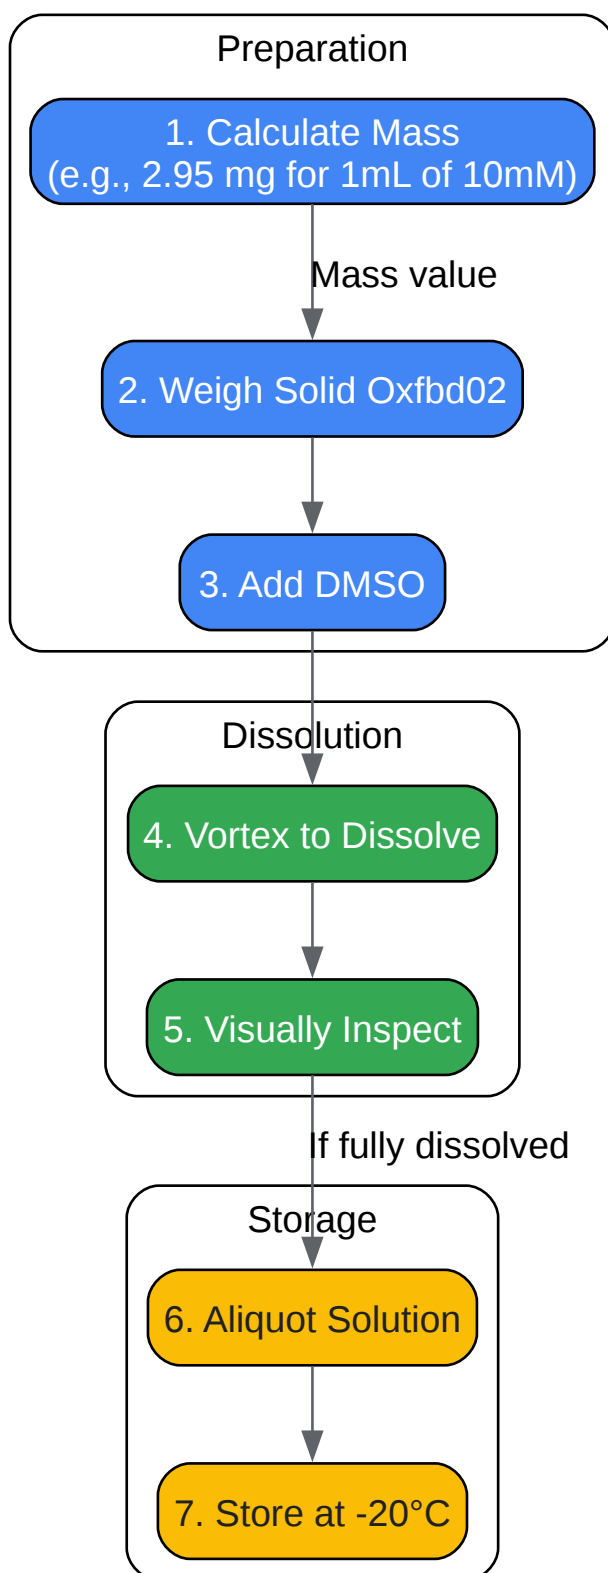 Preparation
1. Calculate Mass
(e.g., 2.95 mg for 1mL of 10mM)
Mass value
2. Weigh Solid Oxfbd02
3. Add DMSO
Dissolution
4. Vortex to Dissolve
5. Visually Inspect
If fully dissolved
Storage
6. Aliquot Solution
7. Store at -20°C